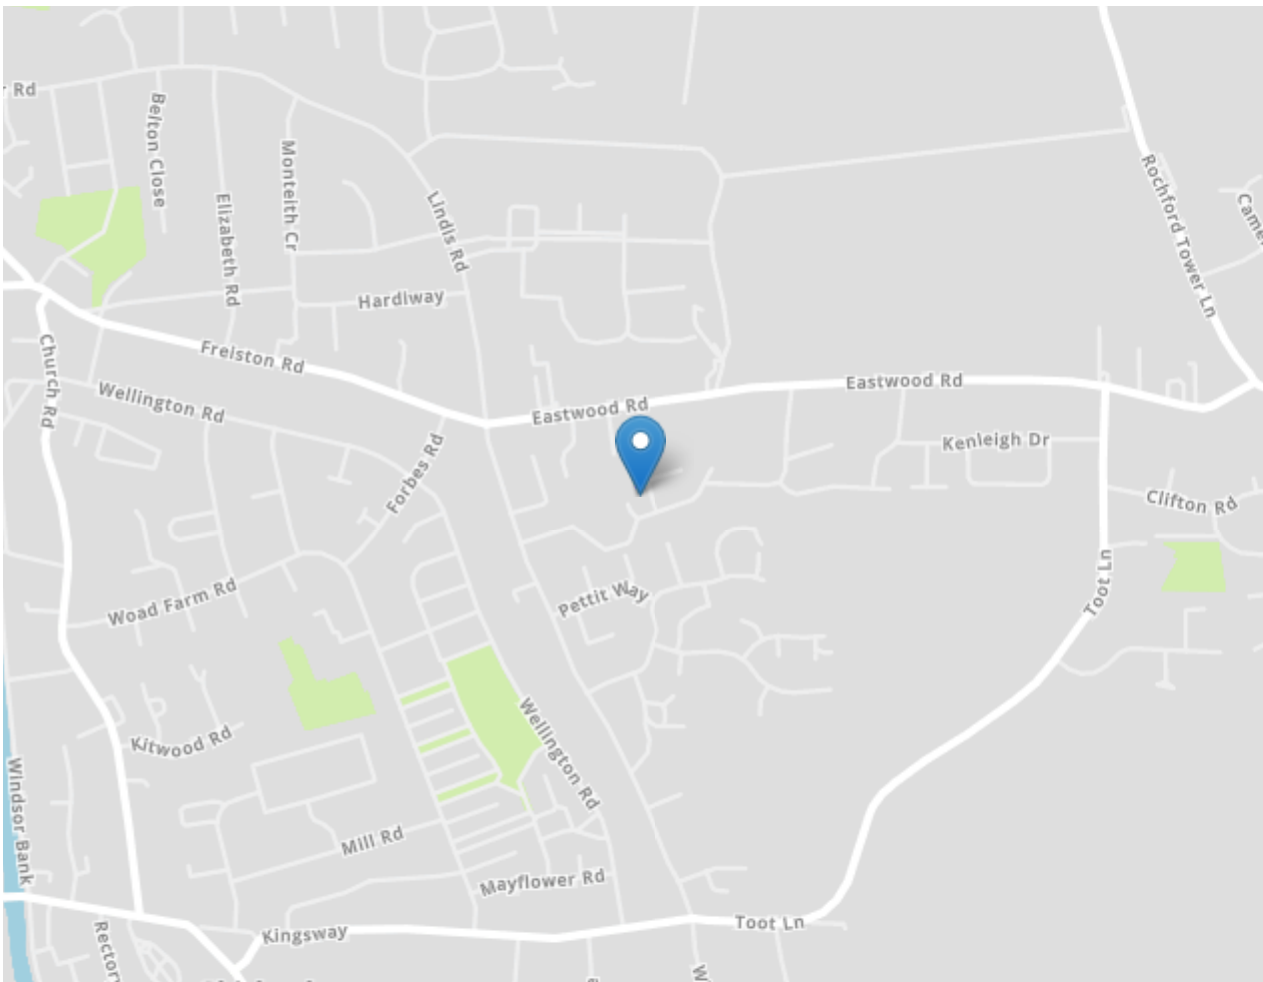 Rd
Belton Close
Monteith Cr
Elizabeth Rd
Lindis Rd
Rochford Tower Ln
Hardiway
Freiston Rd
Church Rd
Wellington Rd
Eastwood Rd
Eastwood Rd
Kenleigh Dr
Forbes Rd
Clifton Rd
Toot Ln
Pettit Way
Woad Farm Rd
Wellington Rd
Kitwood Rd
Windsor Bank
Mill Rd
Mayflower Rd
Toot Ln
Kingsway
Rectory
W